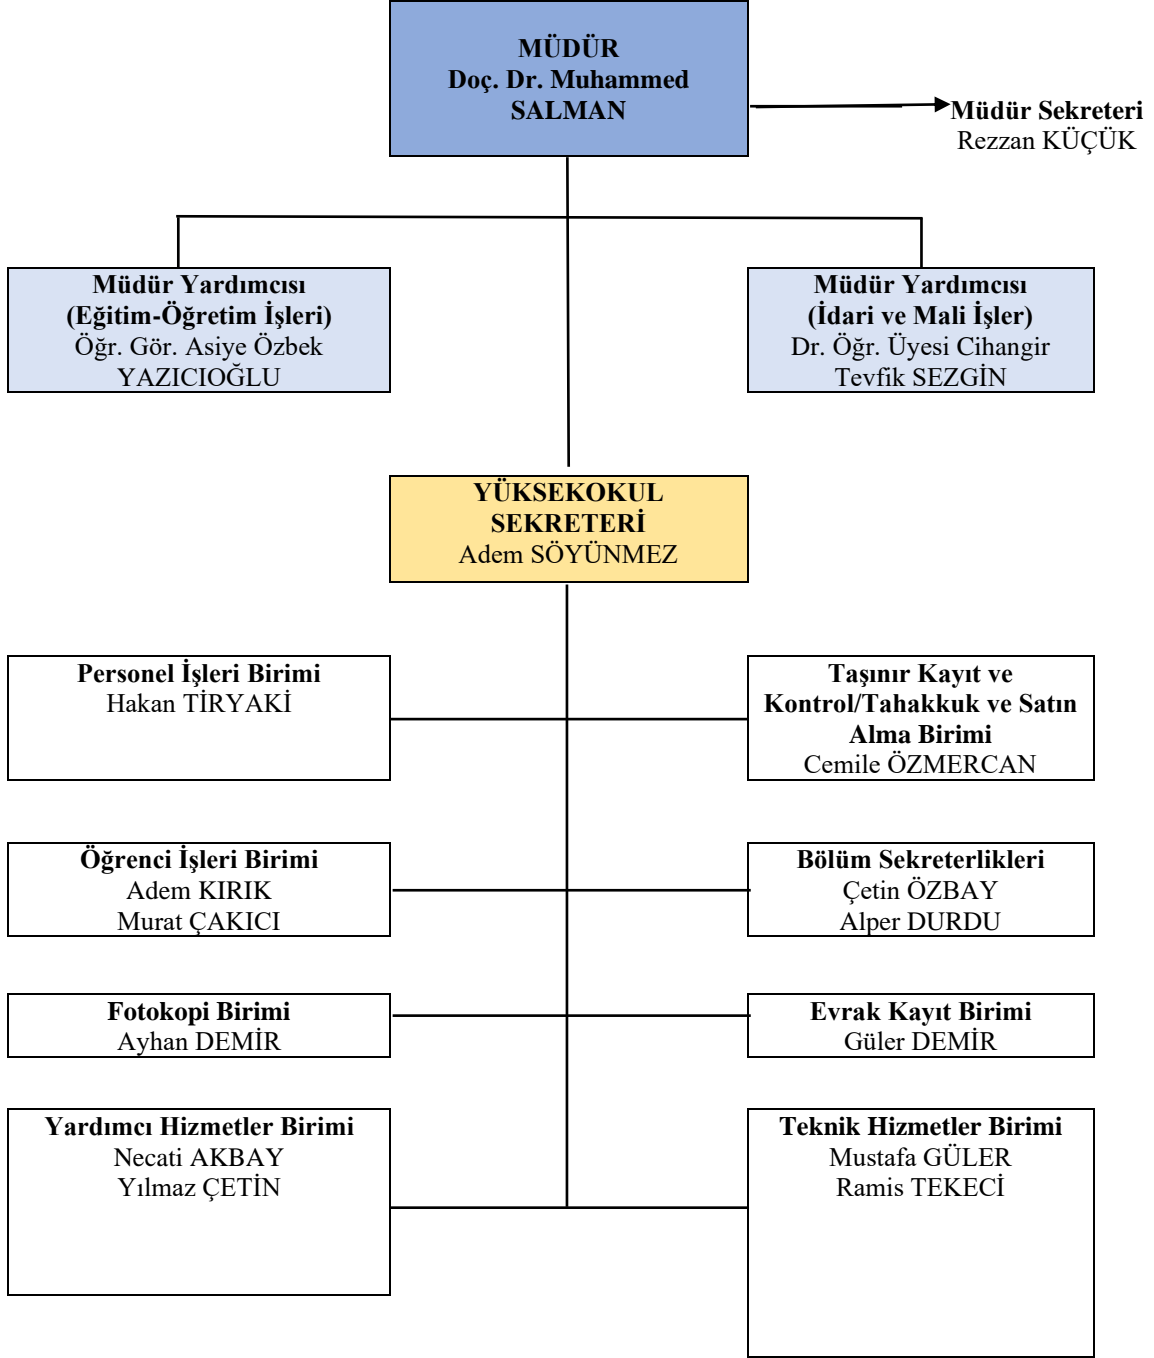 MÜDÜR
Doç. Dr. Muhammed
SALMAN
Müdür Sekreteri
Rezzan KÜÇÜK
Müdür Yardımcısı
(Eğitim-Öğretim İşleri)
Öğr. Gör. Asiye Özbek
YAZICIOĞLU
Müdür Yardımcısı
(İdari ve Mali İşler)
Dr. Öğr. Üyesi Cihangir
Tevfik SEZGİN
YÜKSEKOKUL
SEKRETERİ
Adem SÖYÜNMEZ
Personel İşleri Birimi
Hakan TİRYAKİ
Taşınır Kayıt ve
Kontrol/Tahakkuk ve Satın
Alma Birimi
Cemile ÖZMERCAN
Öğrenci İşleri Birimi
Adem KIRIK
Murat ÇAKICI
Bölüm Sekreterlikleri
Çetin ÖZBAY
Alper DURDU
Fotokopi Birimi
Ayhan DEMİR
Evrak Kayıt Birimi
Güler DEMİR
Yardımcı Hizmetler Birimi
Necati AKBAY
Yılmaz ÇETİN
Teknik Hizmetler Birimi
Mustafa GÜLER
Ramis TEKECİ